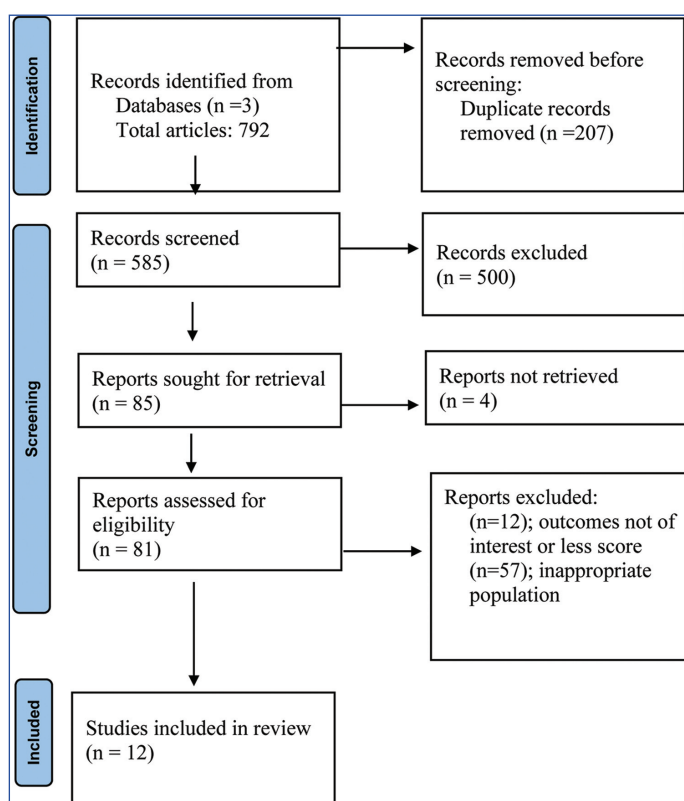 Identification
Records identified from
Databases (n =3)
Total articles: 792
Records removed before
screening:
Duplicate records
removed (n =207)
Screening
Records screened
(n = 585)
Records excluded
(n = 500)
Reports sought for retrieval
(n = 85)
Reports not retrieved
(n = 4)
Reports assessed for
eligibility
(n = 81)
Reports excluded:
(n=12); outcomes not of
interest or less score
(n=57); inappropriate
population
Included
Studies included in review
(n = 12)